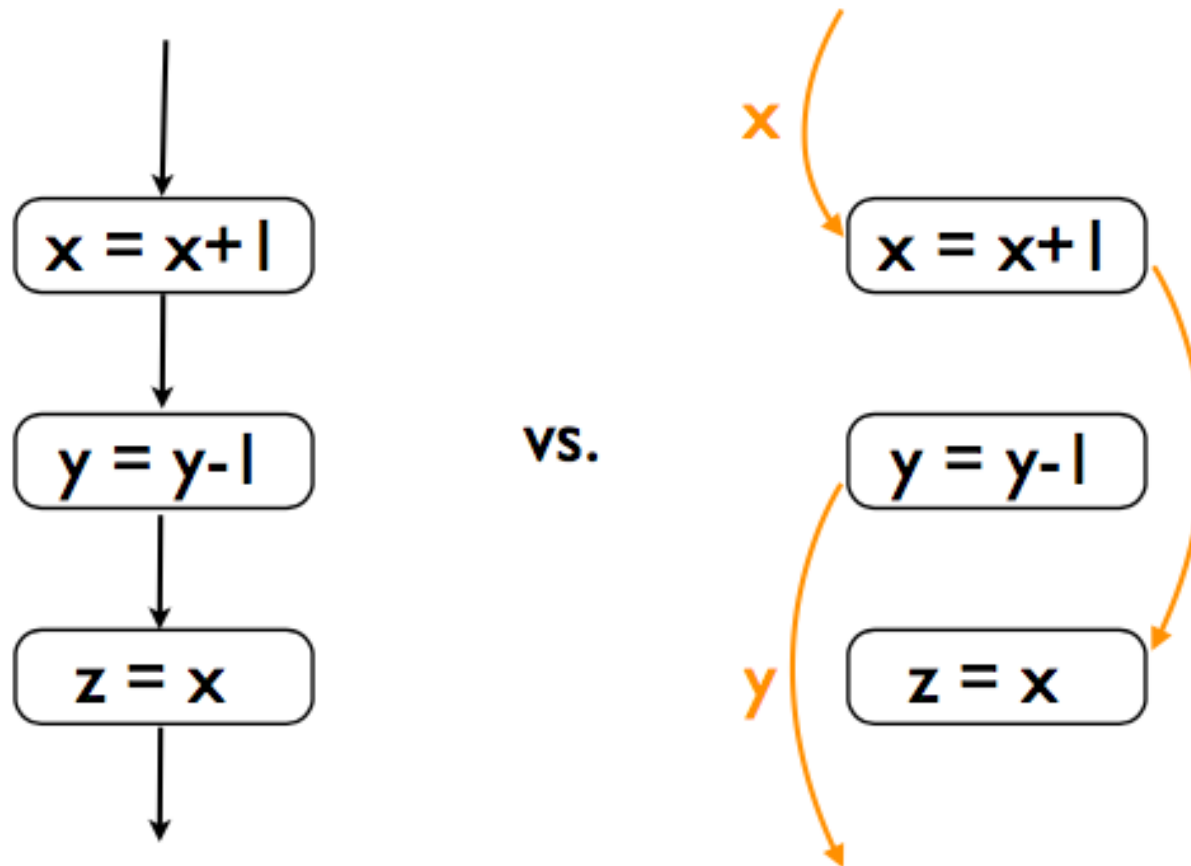 x
x = x+1
x = x+1
y = y-1
vs.
y = y-1
z = x
y
z = x